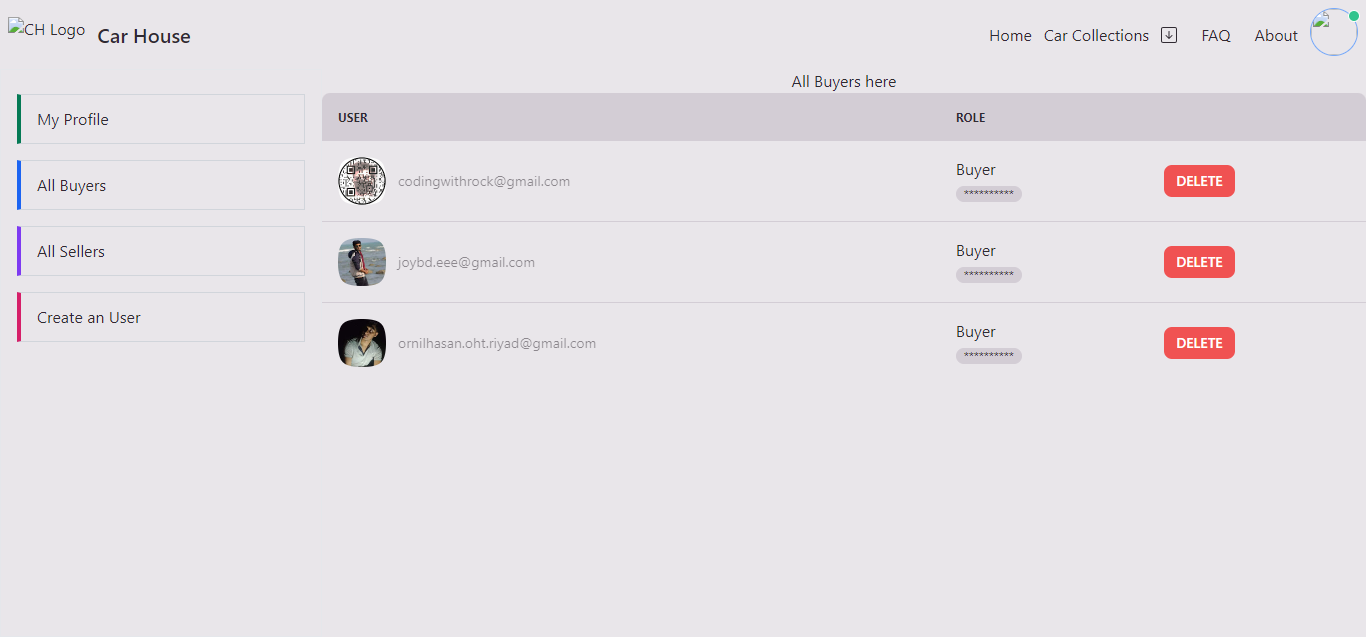 CH Logo
Car House
Home Car Collections FAQ About
All Buyers here
My Profile
All Buyers
All Sellers
Create an User
USER ROLE
codingwithrock@gmail.com Buyer DELETE
**********
joybd.eee@gmail.com Buyer DELETE
**********
ornilhasan.oht.riyad@gmail.com Buyer DELETE
**********